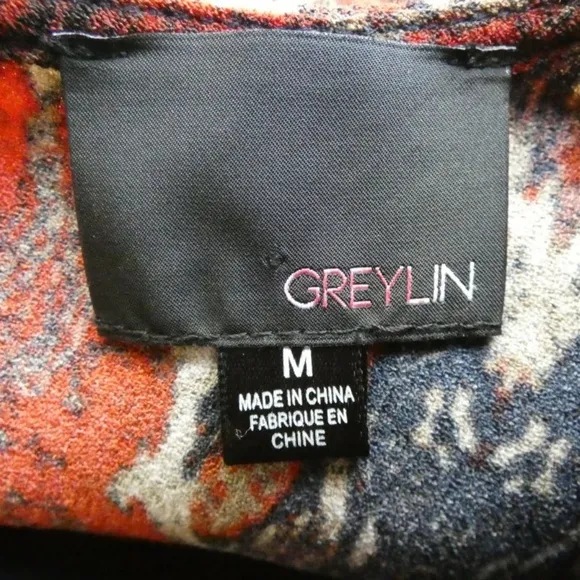 GREYLIN
M
MADE IN CHINA
FABRIQUE EN
CHINE